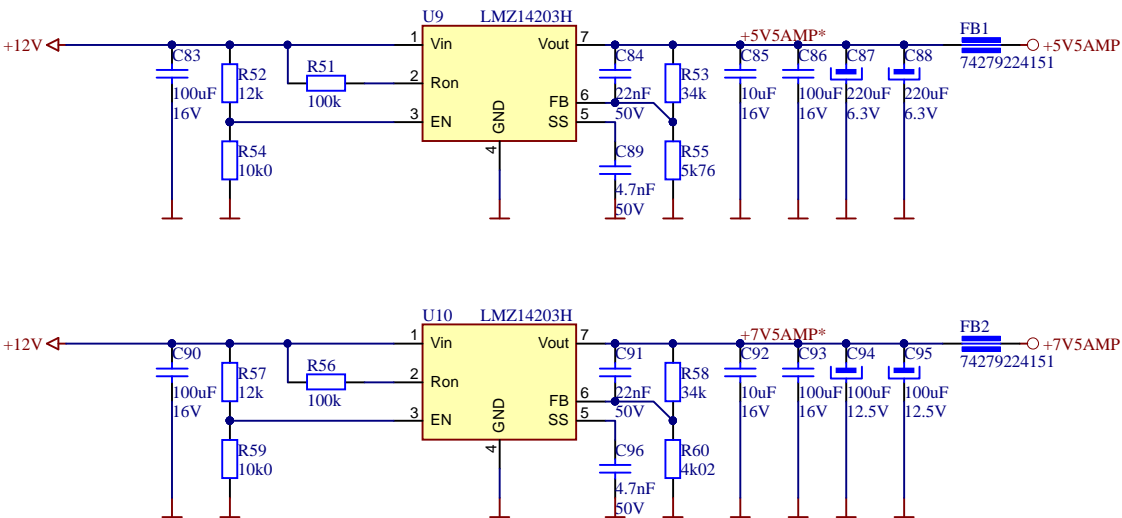 U9 LMZ14203H
+12V
1 Vin
2 Ron
3 EN
GND
4
Vout 7
FB 6
SS 5
C83
100uF
16V
R52
12k
R51
100k
R54
10k0
C84
22nF
50V
R53
34k
C89
4.7nF
50V
R55
5k76
+5V5AMP*
C85
10uF
16V
C86
100uF
16V
C87
220uF
6.3V
C88
220uF
6.3V
FB1
74279224151
+5V5AMP
U10 LMZ14203H
+12V
1 Vin
2 Ron
3 EN
GND
4
Vout 7
FB 6
SS 5
C90
100uF
16V
R57
12k
R56
100k
R59
10k0
C91
22nF
50V
R58
34k
C96
4.7nF
50V
R60
4k02
+7V5AMP*
C92
10uF
16V
C93
100uF
16V
C94
100uF
12.5V
C95
100uF
12.5V
FB2
74279224151
+7V5AMP